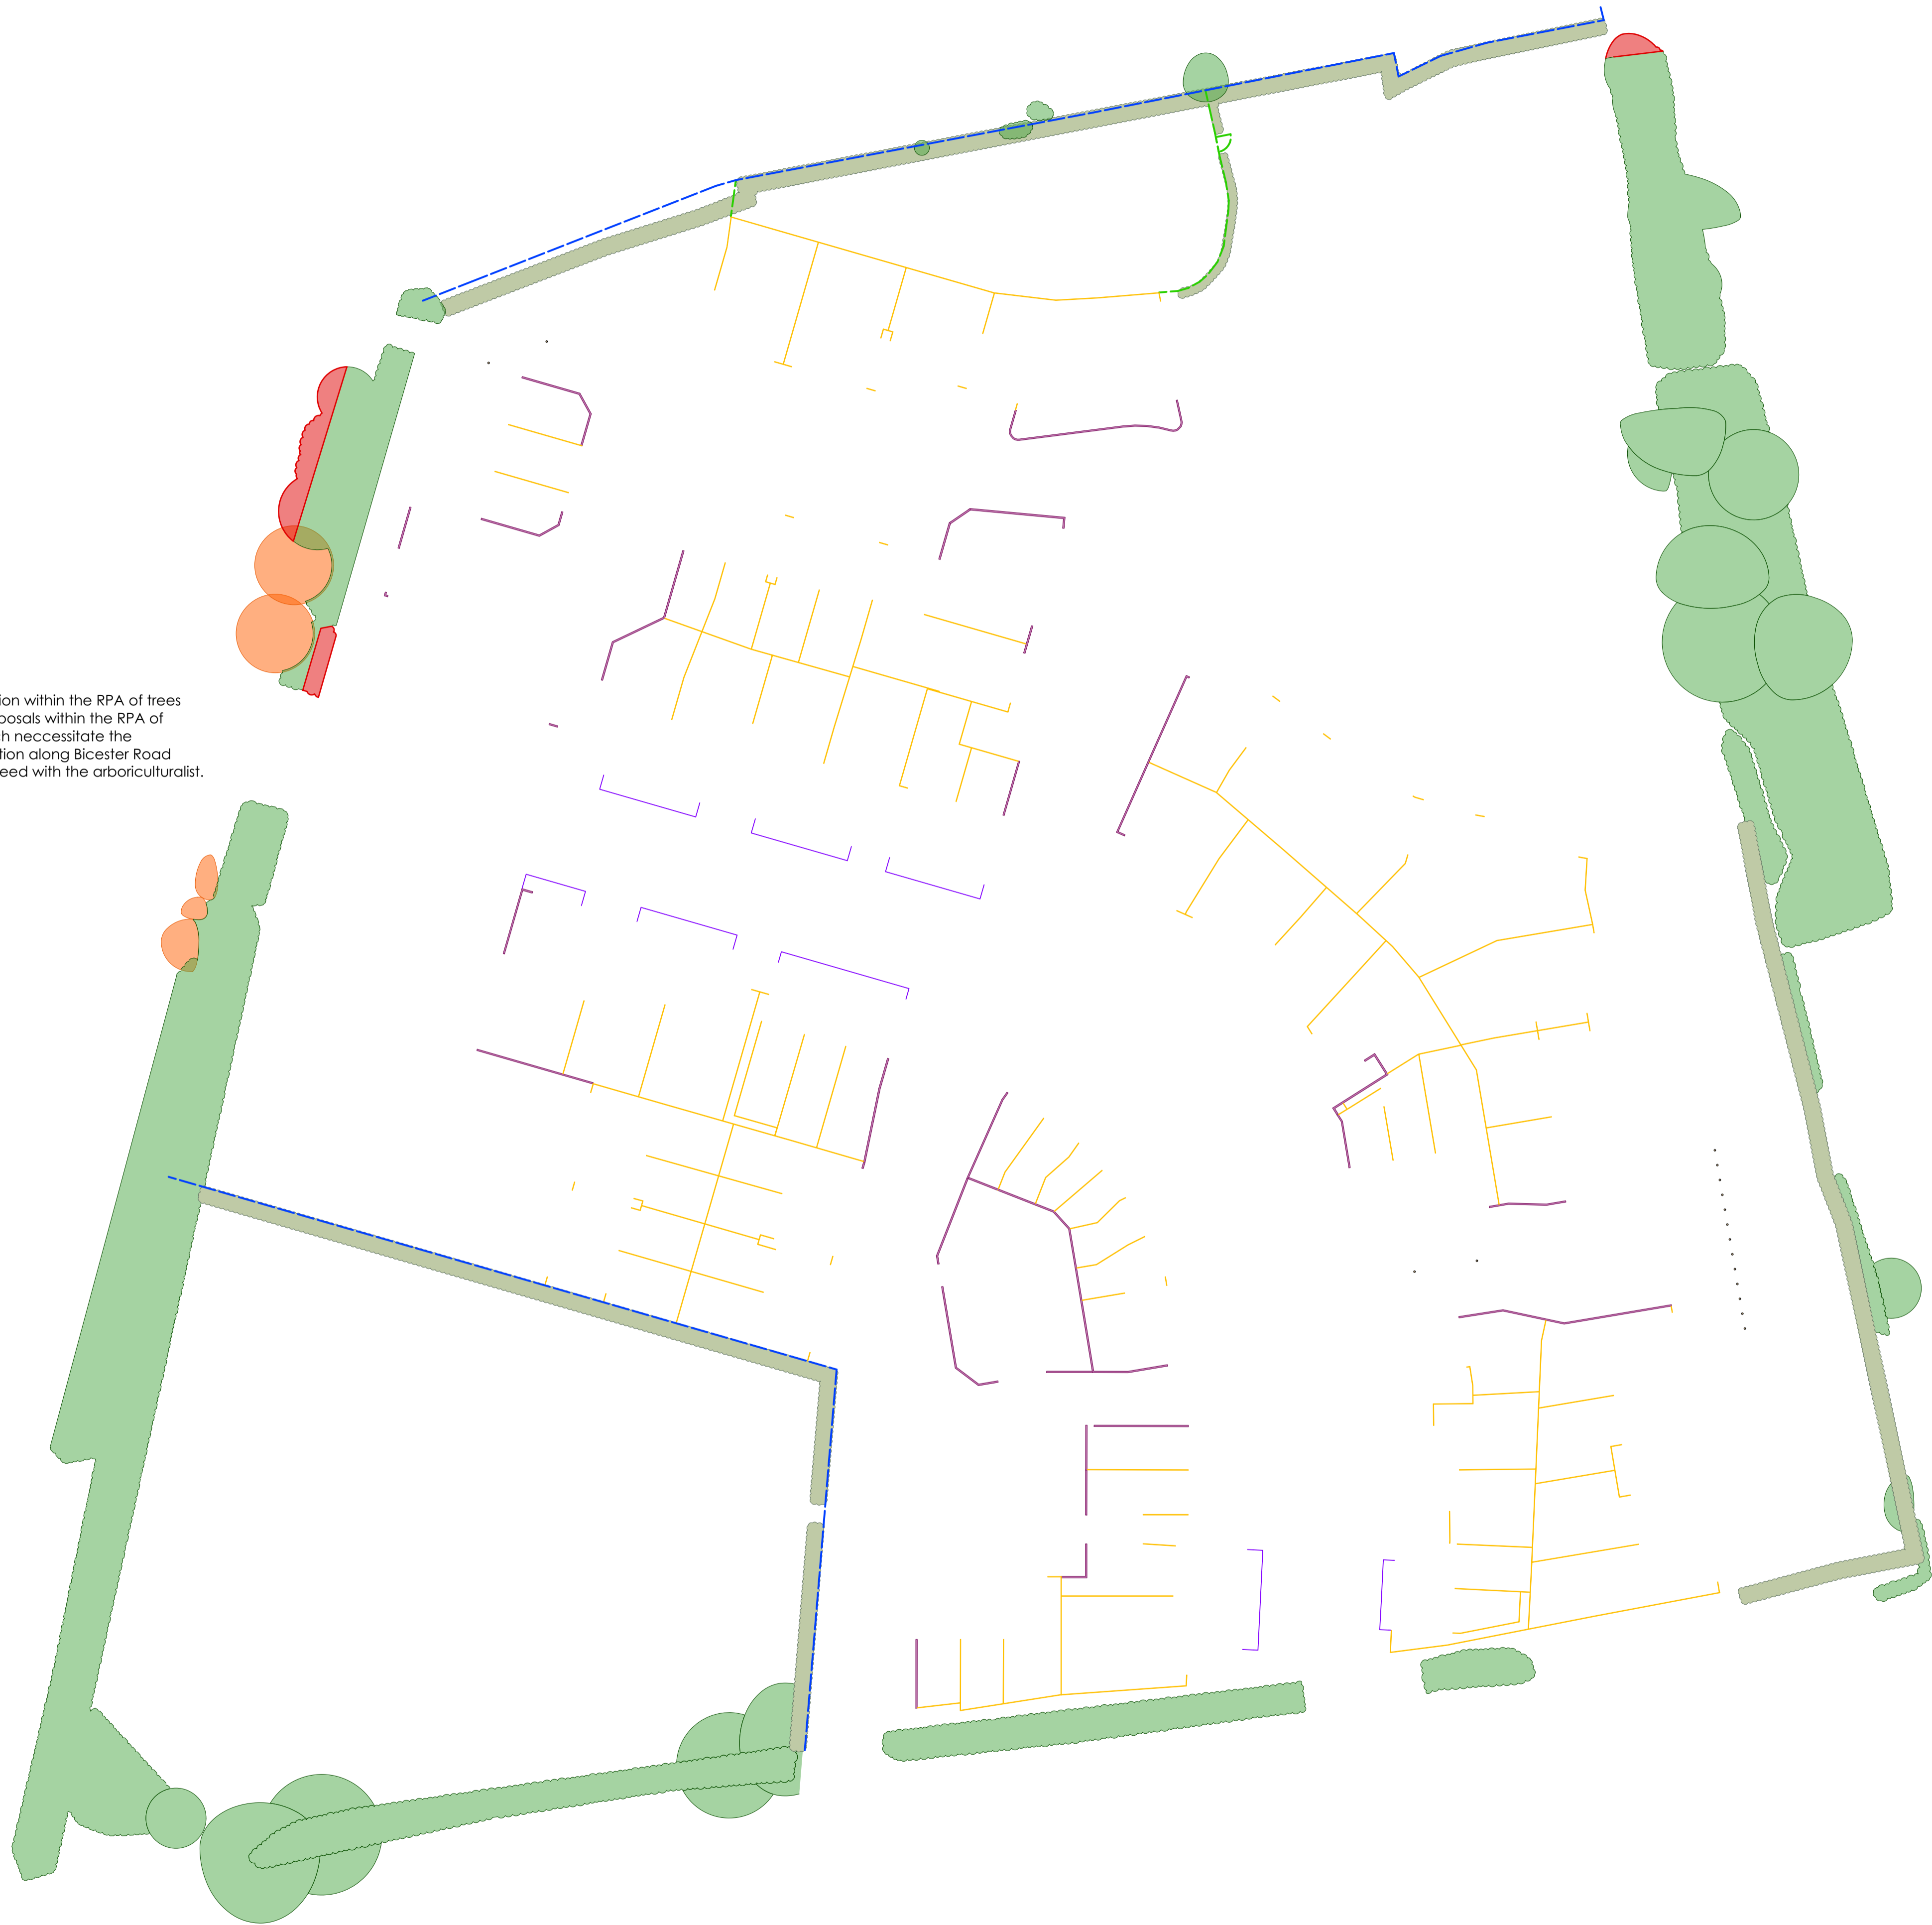 ion within the RPA of trees
posals within the RPA of
h neccessitate the
tion along Bicester Road
eed with the arboriculturalist.